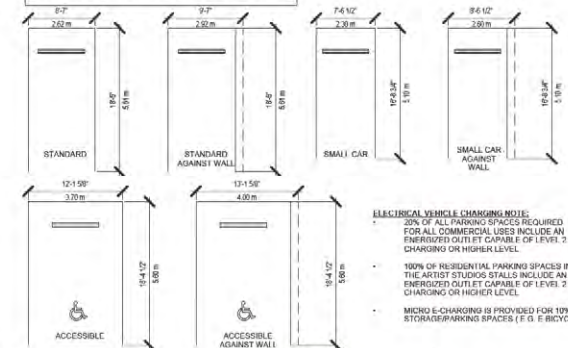 8'-7" 9'-7" 7'-6 1/2" 8'-6 1/2"
2.62 m 2.92 m 2.30 m 2.60 m
18'-5" 5.61 m 18'-5" 5.61 m 16'-8 3/4" 5.10 m 16'-8 3/4" 5.10 m
STANDARD STANDARD AGAINST WALL SMALL CAR SMALL CAR AGAINST WALL
12'-1 5/8" 13'-1 5/8"
3.70 m 4.00 m
18'-4 1/2" 5.60 m 18'-4 1/2" 5.60 m
ACCESSIBLE ACCESSIBLE AGAINST WALL
ELECTRICAL VEHICLE CHARGING NOTE:
20% OF ALL PARKING SPACES REQUIRED
FOR ALL COMMERCIAL USES INCLUDE AN
ENERGIZED OUTLET CAPABLE OF LEVEL 2
CHARGING OR HIGHER LEVEL
100% OF RESIDENTIAL PARKING SPACES IN
THE ARTIST STUDIOS STALLS INCLUDE AN
ENERGIZED OUTLET CAPABLE OF LEVEL 2
CHARGING OR HIGHER LEVEL
MICRO E-CHARGING IS PROVIDED FOR 10%
STORAGE/PARKING SPACES (E.G. E-BICYC